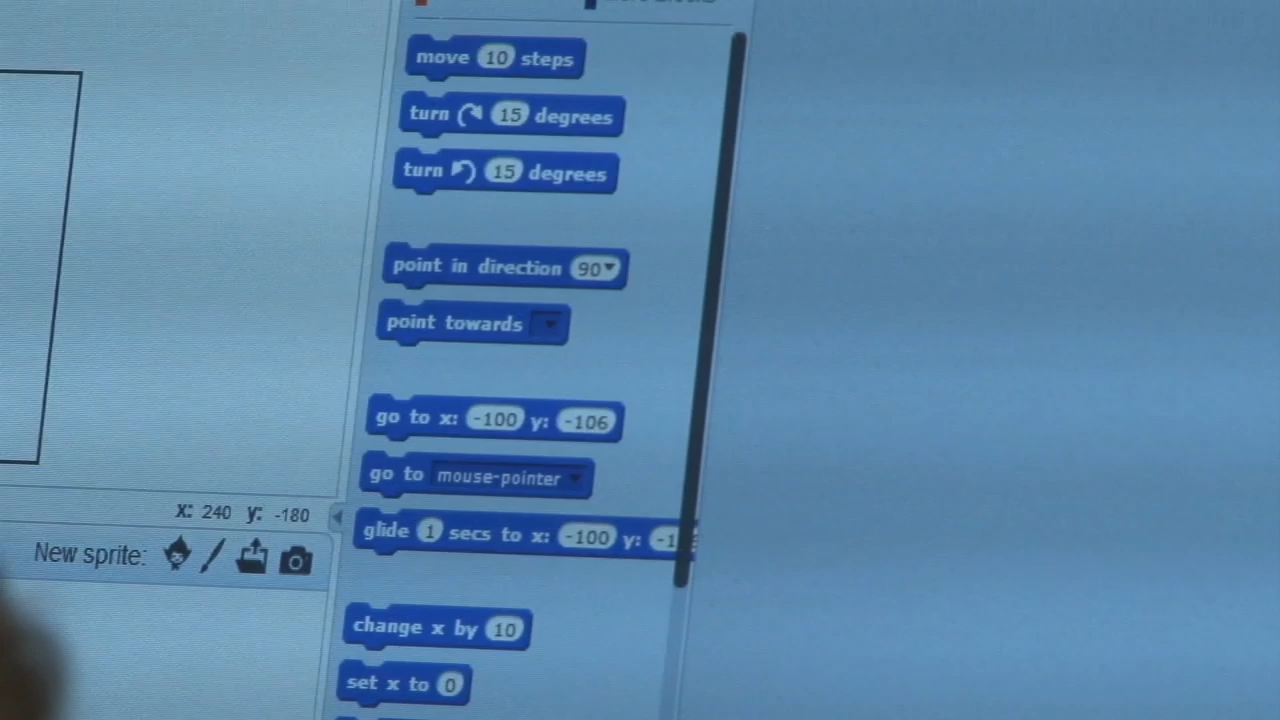 move 10 steps
turn 15 degrees
turn 15 degrees
point in direction 90
point towards
go to x: -100 y: -106
go to mouse-pointer
glide 1 secs to x: -100 y: -1
x: 240 y: -180
New sprite:
change x by 10
set x to 0